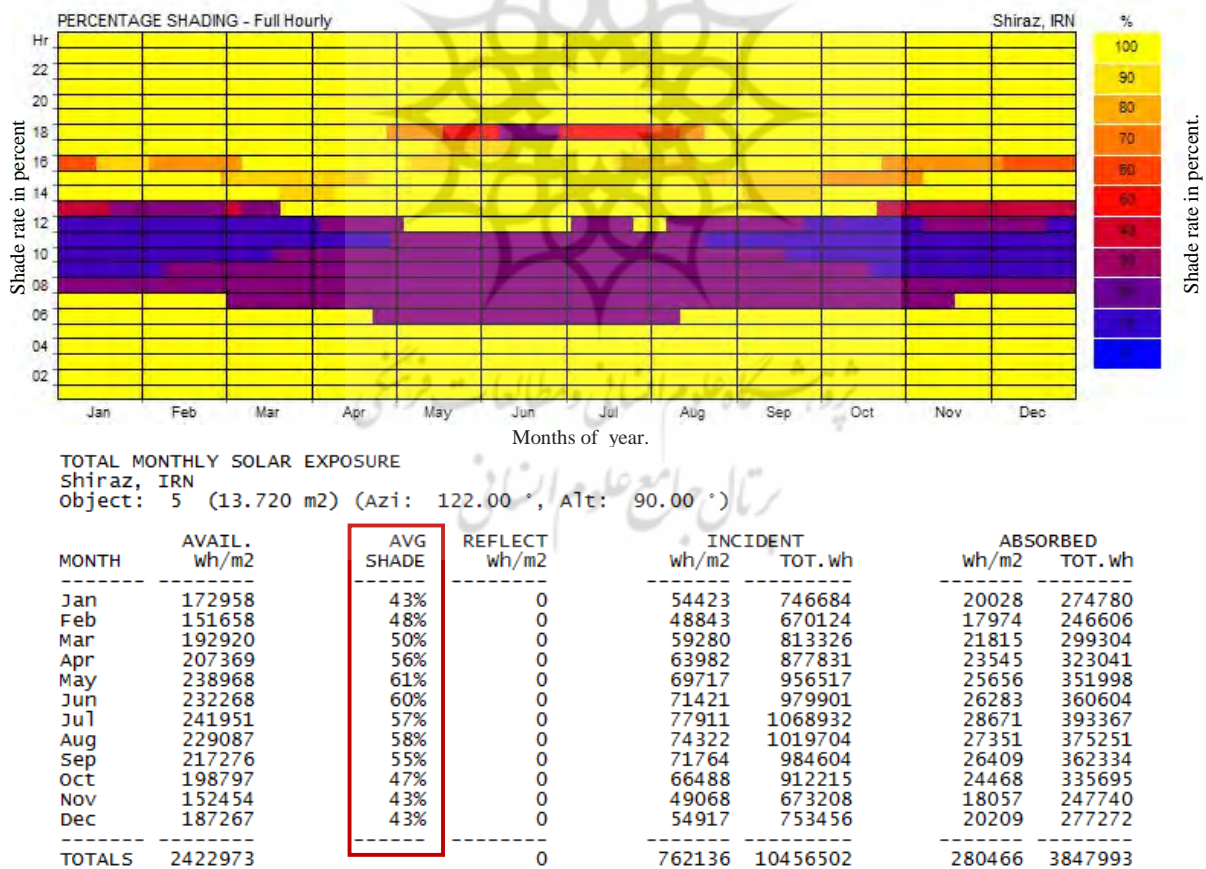 PERCENTAGE SHADING - Full Hourly
Shiraz, IRN
%
Hr
22
20
18
16
14
12
10
08
06
04
02
Shade rate in percent
100
90
80
70
60
Shade rate in percent.
Jan Feb Mar Apr May Jun Jul Aug Sep Oct Nov Dec
Months of year.
پژوهشگاه علوم انسانی و مطالعات فرهنگی
پرتال جامع علوم انسانی
TOTAL MONTHLY SOLAR EXPOSURE
Shiraz, IRN
Object: 5 (13.720 m2) (Azi: 122.00 °, Alt: 90.00 °)
AVAIL. AVG REFLECT INCIDENT ABSORBED
MONTH Wh/m2 SHADE Wh/m2 Wh/m2 TOT.Wh Wh/m2 TOT.Wh
------- -------- ------ -------- ------- --------- ------- --------
Jan 172958 43% 0 54423 746684 20028 274780
Feb 151658 48% 0 48843 670124 17974 246606
Mar 192920 50% 0 59280 813326 21815 299304
Apr 207369 56% 0 63982 877831 23545 323041
May 238968 61% 0 69717 956517 25656 351998
Jun 232268 60% 0 71421 979901 26283 360604
Jul 241951 57% 0 77911 1068932 28671 393367
Aug 229087 58% 0 74322 1019704 27351 375251
Sep 217276 55% 0 71764 984604 26409 362334
Oct 198797 47% 0 66488 912215 24468 335695
Nov 152454 43% 0 49068 673208 18057 247740
Dec 187267 43% 0 54917 753456 20209 277272
------- -------- ------ -------- ------- --------- ------- --------
TOTALS 2422973 0 762136 10456502 280466 3847993